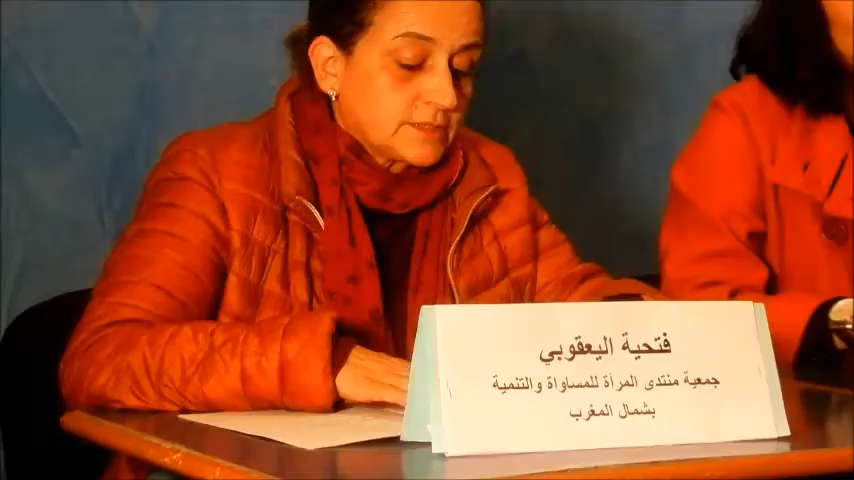 فتحية اليعقوبي
جمعية منتدى المرأة للمساواة والتنمية
بشمال المغرب